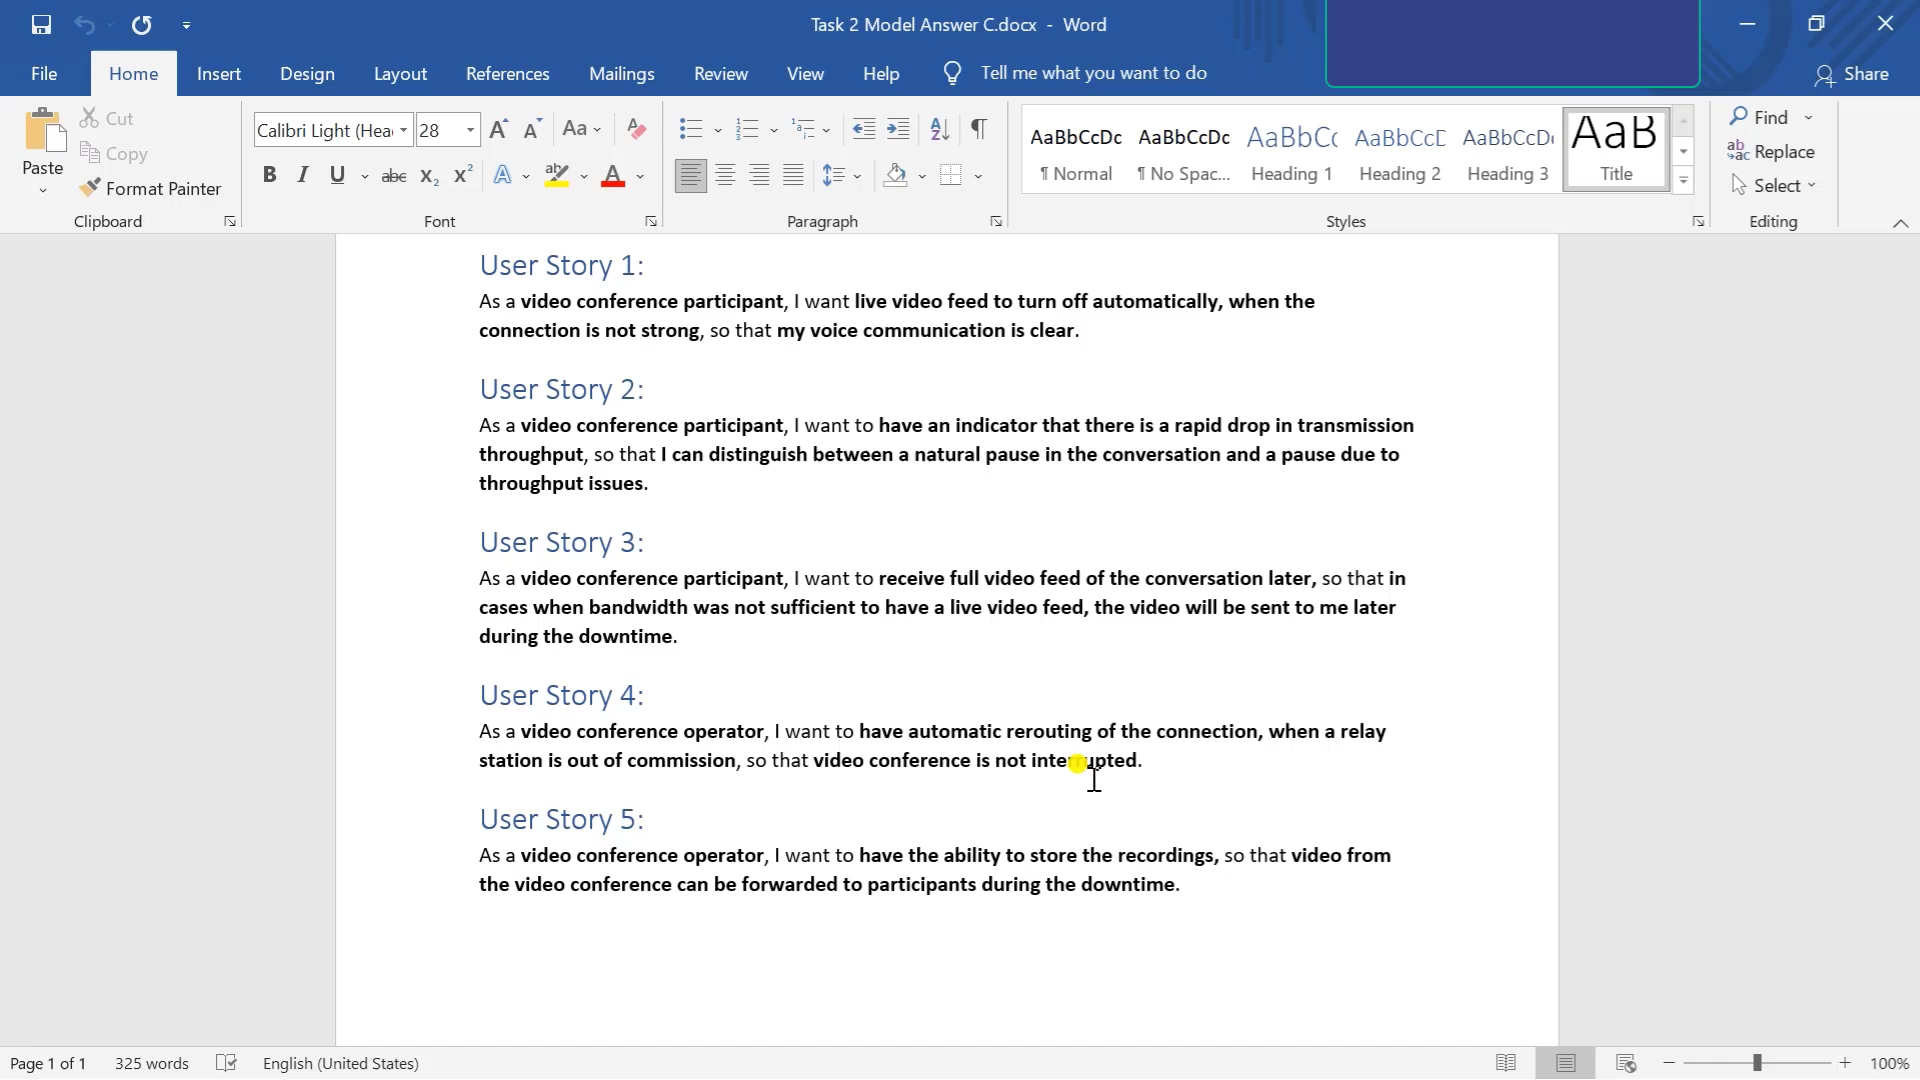 Task 2 Model Answer C.docx - Word
File Home Insert Design Layout References Mailings Review View Help Tell me what you want to do Share
Paste
Cut
Copy
Format Painter
Clipboard
Calibri Light (Hea 28
Font
Paragraph
AaBbCcDc AaBbCcDc AaBbCc AaBbCcD AaBbCcD AaB
¶ Normal ¶ No Spac... Heading 1 Heading 2 Heading 3 Title
Styles
Find
Replace
Select
Editing
User Story 1:
As a video conference participant, I want live video feed to turn off automatically, when the
connection is not strong, so that my voice communication is clear.
User Story 2:
As a video conference participant, I want to have an indicator that there is a rapid drop in transmission
throughput, so that I can distinguish between a natural pause in the conversation and a pause due to
throughput issues.
User Story 3:
As a video conference participant, I want to receive full video feed of the conversation later, so that in
cases when bandwidth was not sufficient to have a live video feed, the video will be sent to me later
during the downtime.
User Story 4:
As a video conference operator, I want to have automatic rerouting of the connection, when a relay
station is out of commission, so that video conference is not interrupted.
User Story 5:
As a video conference operator, I want to have the ability to store the recordings, so that video from
the video conference can be forwarded to participants during the downtime.
Page 1 of 1 325 words English (United States) 100%